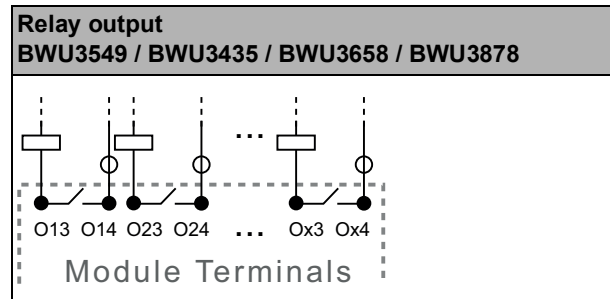 Relay output
BWU3549 / BWU3435 / BWU3658 / BWU3878
...
O13 O14 O23 O24 ... Ox3 Ox4
Module Terminals